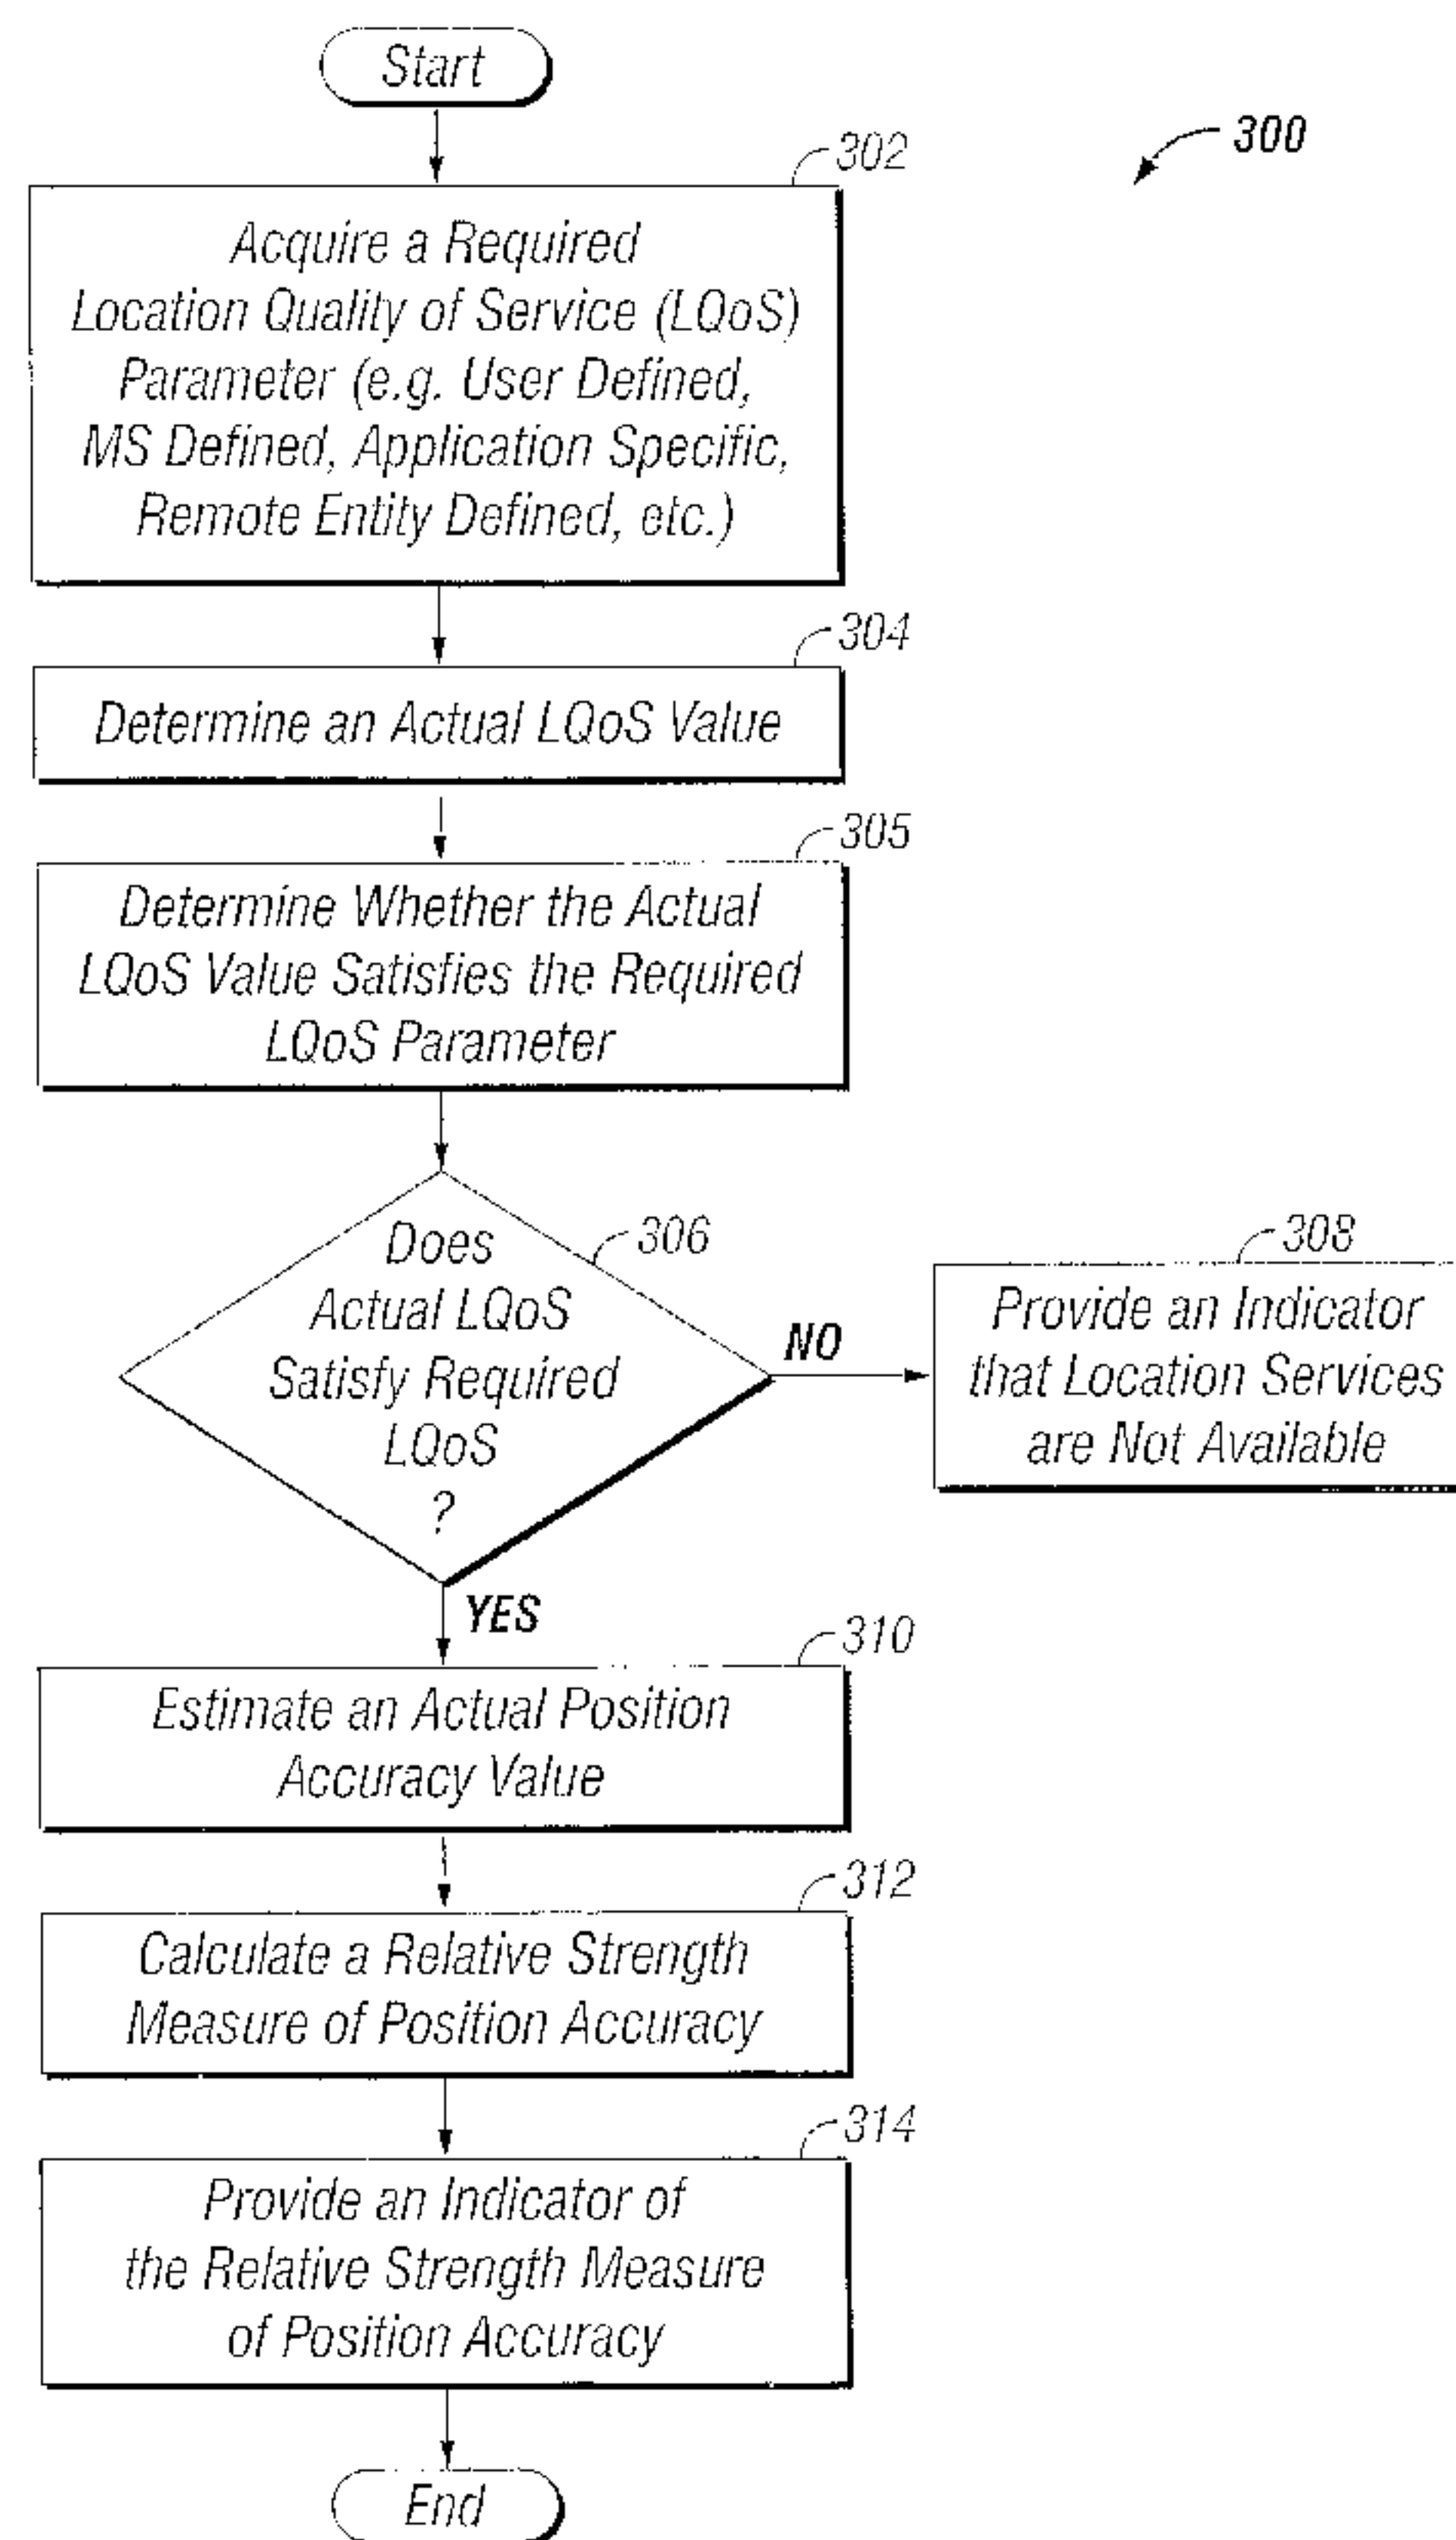 Start
300
302
Acquire a Required
Location Quality of Service (LQoS)
Parameter (e.g. User Defined,
MS Defined, Application Specific,
Remote Entity Defined, etc.)
304
Determine an Actual LQoS Value
305
Determine Whether the Actual
LQoS Value Satisfies the Required
LQoS Parameter
306
Does
Actual LQoS
Satisfy Required
LQoS
?
NO
308
Provide an Indicator
that Location Services
are Not Available
YES
310
Estimate an Actual Position
Accuracy Value
312
Calculate a Relative Strength
Measure of Position Accuracy
314
Provide an Indicator of
the Relative Strength Measure
of Position Accuracy
End